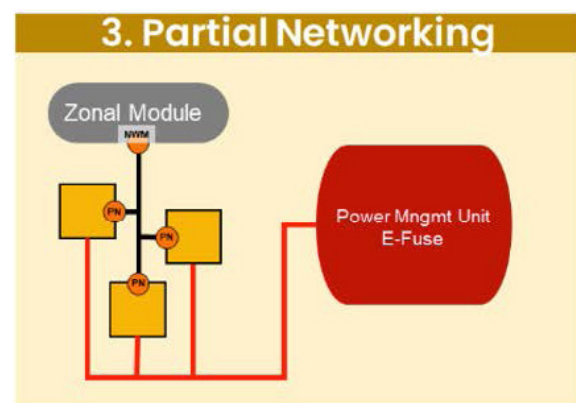 3. Partial Networking
Zonal Module
NWM
PN
PN
PN
Power Mngmt Unit
E-Fuse